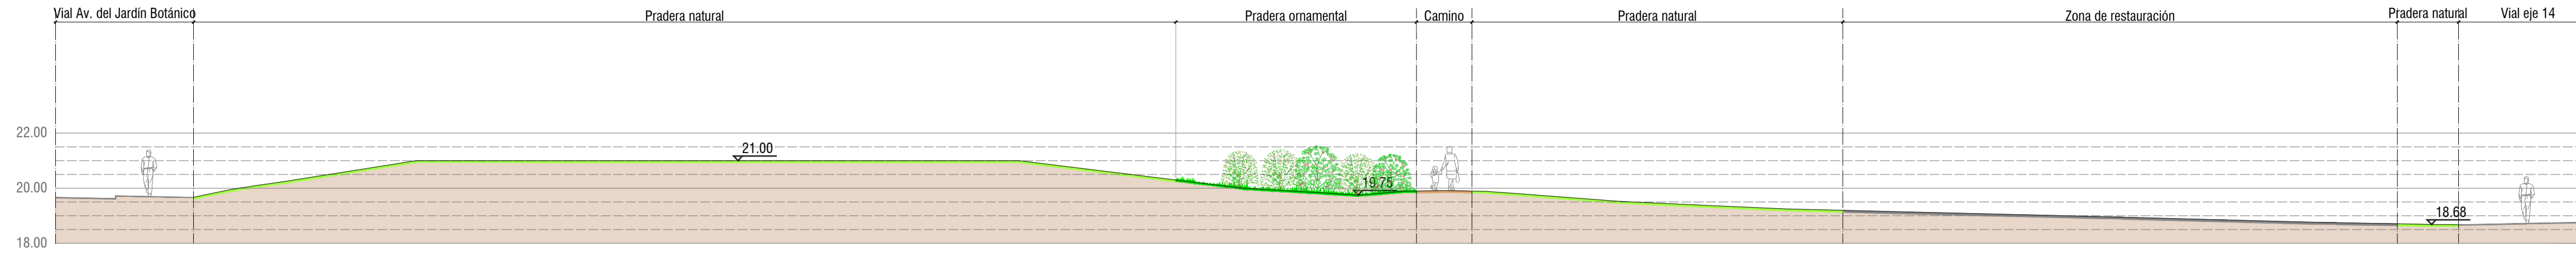 Vial Av. del Jardín Botánico
Pradera natural
Pradera ornamental
Camino
Pradera natural
Zona de restauración
Pradera natural
Vial eje 14
22.00
21.00
20.00
19.75
18.68
18.00